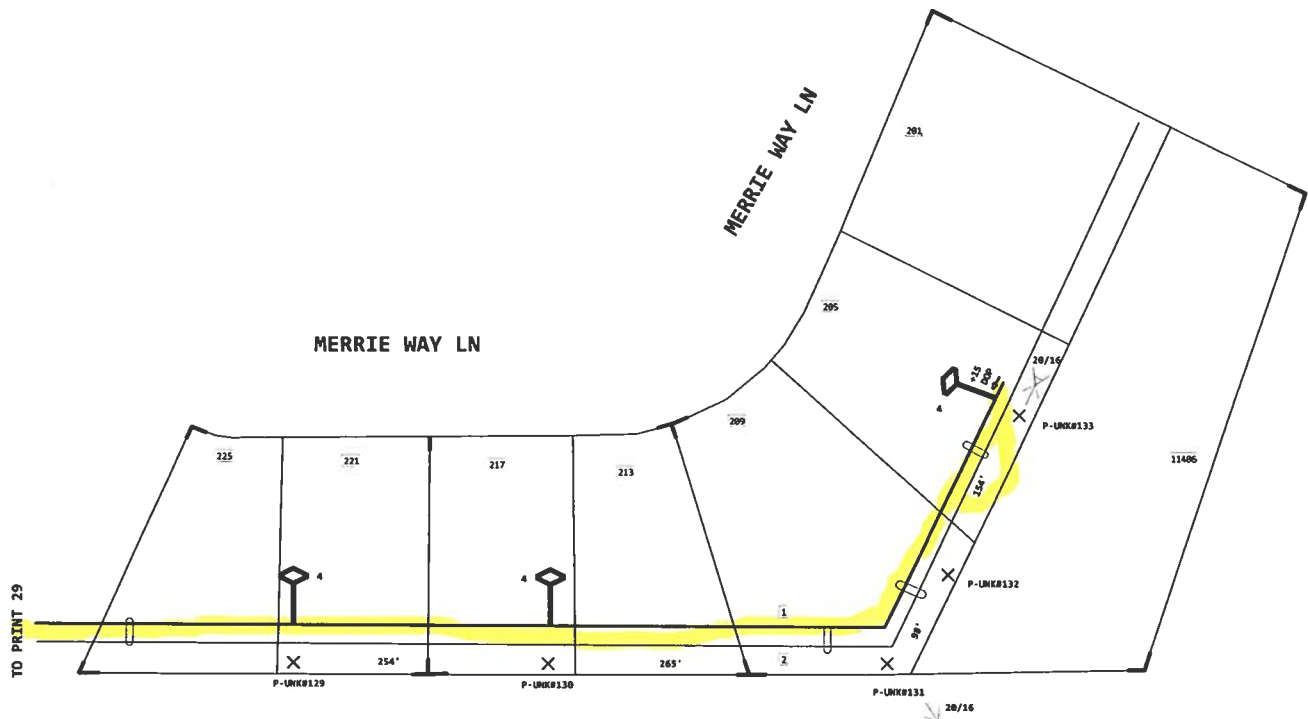 201
MERRIE WAY LN
205
MERRIE WAY LN
20/16
+15
DOP
4
209
P-UNK#133
225
221
217
213
11406
154'
4
4
P-UNK#132
TO PRINT 29
1
98'
254'
265'
2
P-UNK#129
P-UNK#130
P-UNK#131
20/16